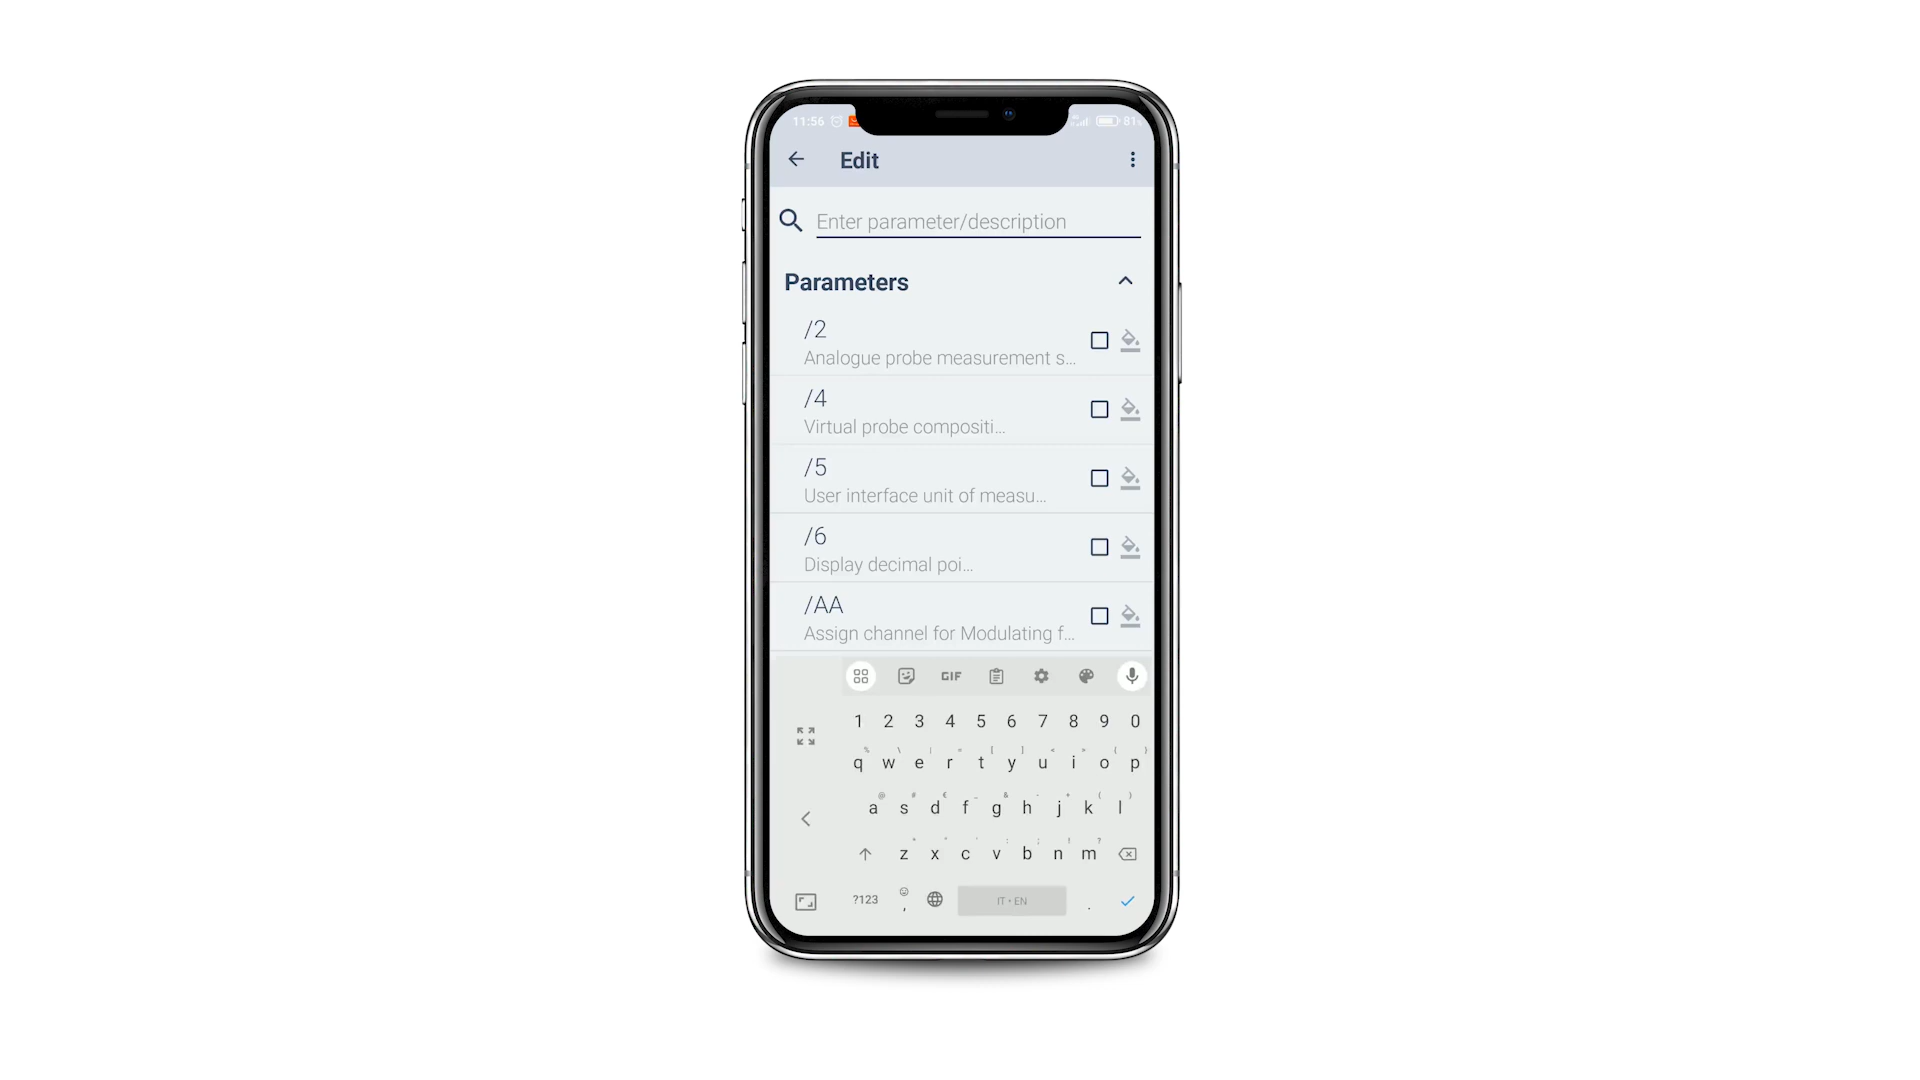 11:56 81
Edit
Enter parameter/description
Parameters
/2
Analogue probe measurement s...
/4
Virtual probe compositi...
/5
User interface unit of measu...
/6
Display decimal poi...
/AA
Assign channel for Modulating f...
GIF
1 2 3 4 5 6 7 8 9 0
q w e r t y u i o p
a s d f g h j k l
z x c v b n m
?123 , IT • EN .